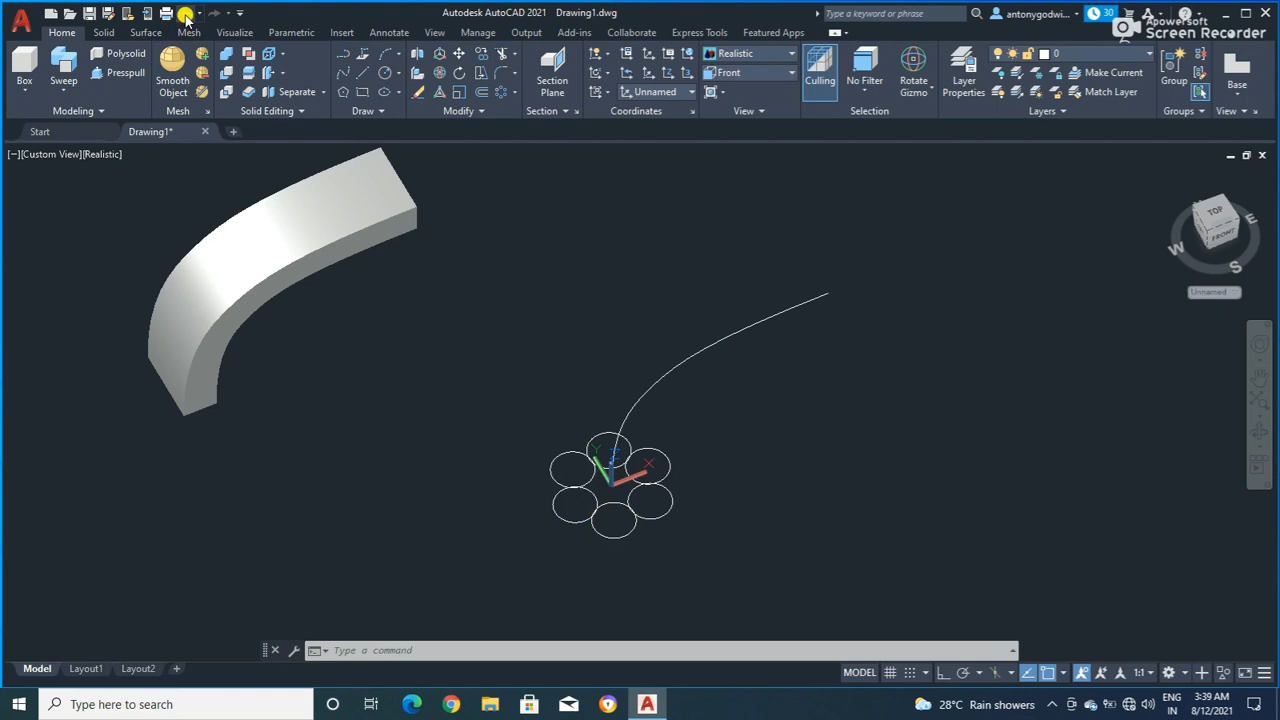 Autodesk AutoCAD 2021 Drawing1.dwg
Type a keyword or phrase
antonygodwi...
30
Apowersoft
Screen Recorder
Home Solid Surface Mesh Visualize Parametric Insert Annotate View Manage Output Add-ins Collaborate Express Tools Featured Apps
Box
Sweep
Polysolid
Presspull
Modeling
Smooth
Object
Mesh
Separate
Solid Editing
Draw
Modify
Section
Plane
Section
Unnamed
Coordinates
Realistic
Front
View
Culling
No Filter
Rotate
Gizmo
Selection
Layer
Properties
0
Make Current
Match Layer
Layers
Group
Groups
Base
View
Start
Drawing1*
[−][Custom View][Realistic]
TOP
FRONT
W
E
S
Unnamed
Y
Z
X
Type a command
Model Layout1 Layout2
MODEL
1:1
Type here to search
28°C Rain showers
ENG
IN
3:39 AM
8/12/2021